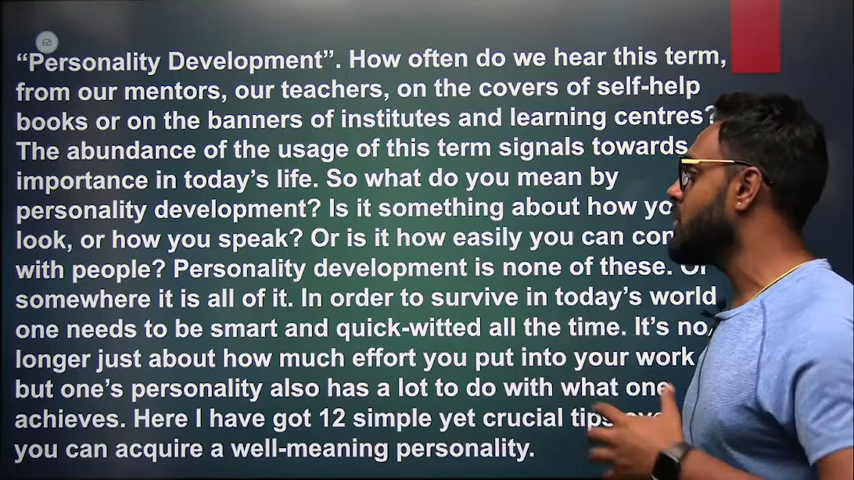 “Personality Development”. How often do we hear this term,
from our mentors, our teachers, on the covers of self-help
books or on the banners of institutes and learning centres?
The abundance of the usage of this term signals towards
importance in today’s life. So what do you mean by
personality development? Is it something about how
look, or how you speak? Or is it how easily you can
with people? Personality development is none of these. Or
somewhere it is all of it. In order to survive in today’s world
one needs to be smart and quick-witted all the time. It’s no
longer just about how much effort you put into your work
but one’s personality also has a lot to do with what one
achieves. Here I have got 12 simple yet crucial tips
you can acquire a well-meaning personality.